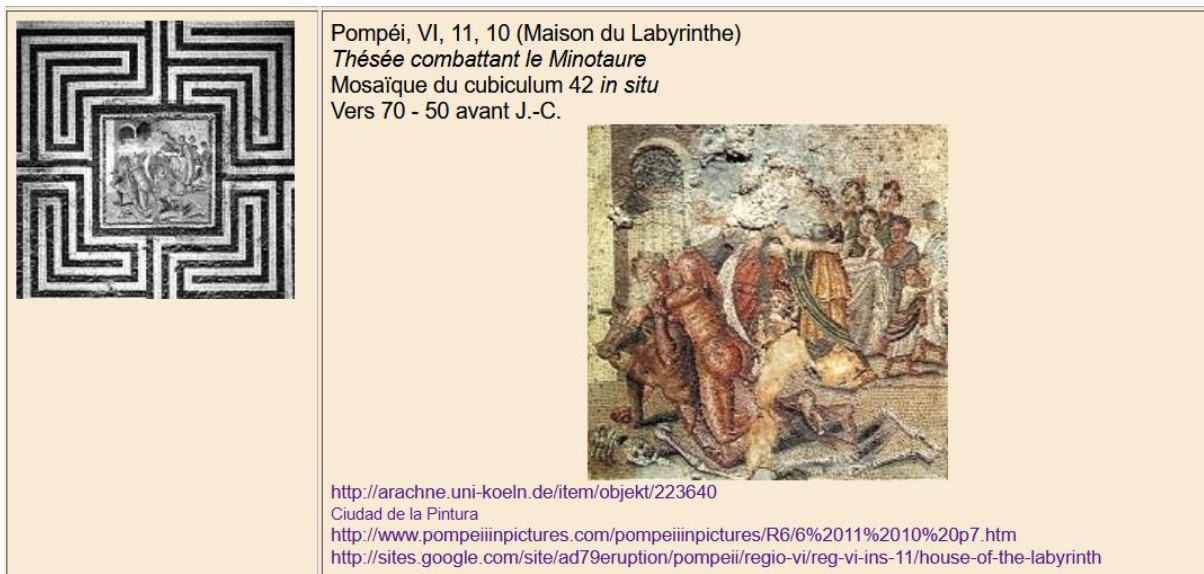 Pompéi, VI, 11, 10 (Maison du Labyrinthe)
Thésée combattant le Minotaure
Mosaïque du cubiculum 42 in situ
Vers 70 - 50 avant J.-C.
http://arachne.uni-koeln.de/item/objekt/223640
Ciudad de la Pintura
http://www.pompeiiinpictures.com/pompeiiinpictures/R6/6%2011%2010%20p7.htm
http://sites.google.com/site/ad79eruption/pompeii/regio-vi/reg-vi-ins-11/house-of-the-labyrinth